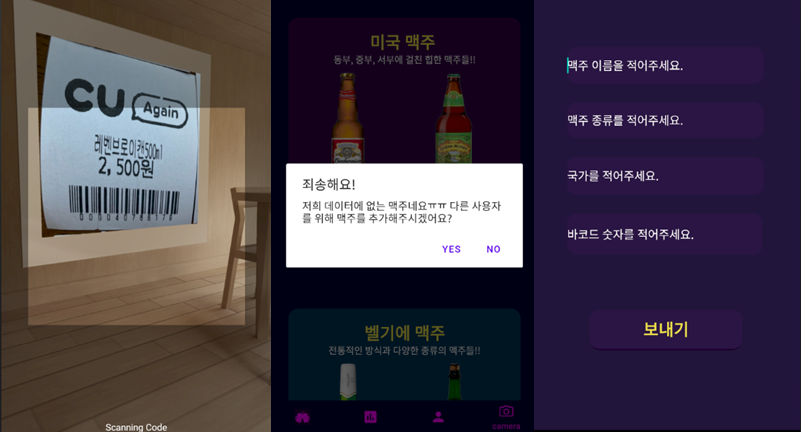 CU
Again
레벤브로이캔500ml
2,500원
Scanning Code
미국 맥주
동부, 중부, 서부에 걸친 힙한 맥주들!!
죄송해요!
저희 데이터에 없는 맥주네요ㅠㅠ 다른 사용자
를 위해 맥주를 추가해주시겠어요?
YES
NO
벨기에 맥주
전통적인 방식과 다양한 종류의 맥주들!!
camera
맥주 이름을 적어주세요.
맥주 종류를 적어주세요.
국가를 적어주세요.
바코드 숫자를 적어주세요.
보내기